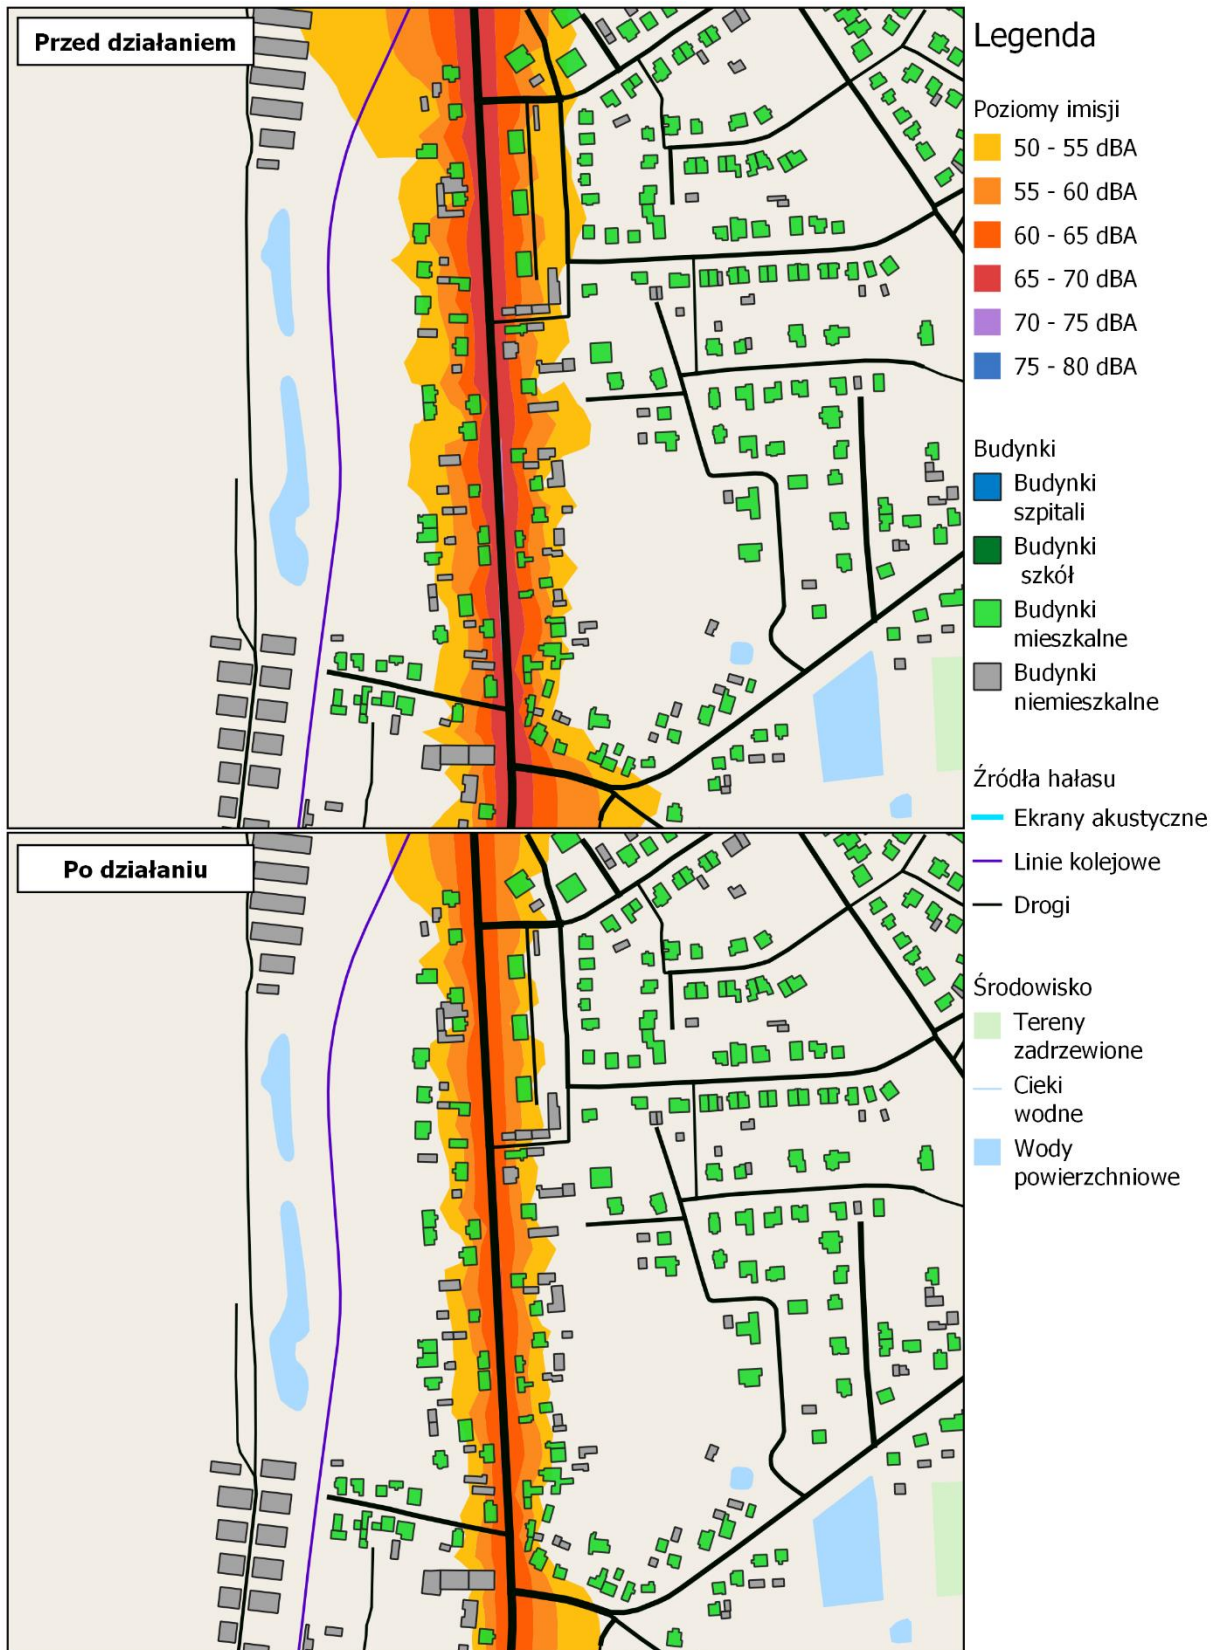 Przed działaniem
Legenda
Poziomy imisji
50 - 55 dBA
55 - 60 dBA
60 - 65 dBA
65 - 70 dBA
70 - 75 dBA
75 - 80 dBA
Budynki
Budynki
szpitali
Budynki
szkół
Budynki
mieszkalne
Budynki
niemieszkalne
Źródła hałasu
Ekrany akustyczne
Linie kolejowe
Drogi
Środowisko
Tereny
zadrzewione
Cieki
wodne
Wody
powierzchniowe
Po działaniu